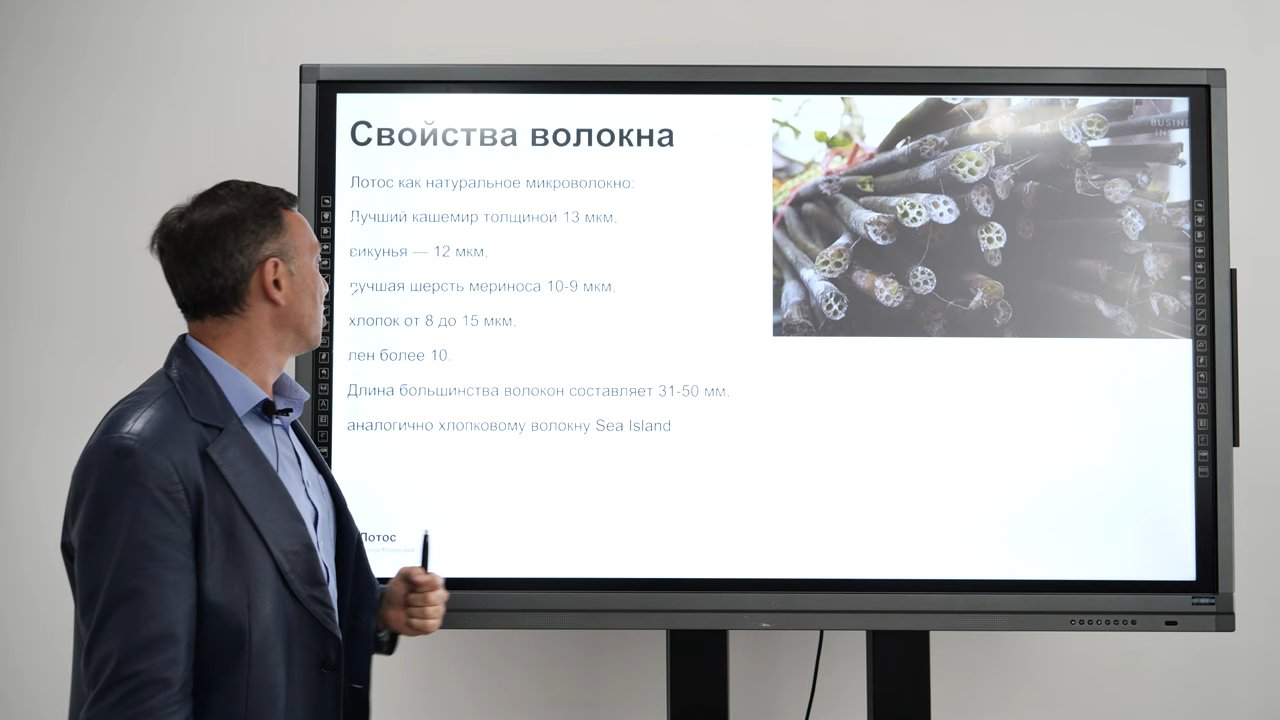 Свойства волокна
Лотос как натуральное микроволокно:
Лучший кашемир толщиной 13 мкм,
викунья — 12 мкм,
лучшая шерсть мериноса 10-9 мкм,
хлопок от 8 до 15 мкм,
лен более 10.
Длина большинства волокон составляет 31-50 мм,
аналогично хлопковому волокну Sea Island
Лотос